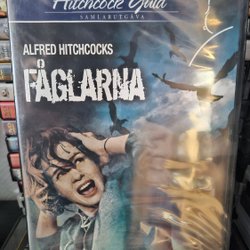 Hitchcock Guld
SAMLARUTGÅVA
ALFRED HITCHCOCKS
FÅGLARNA